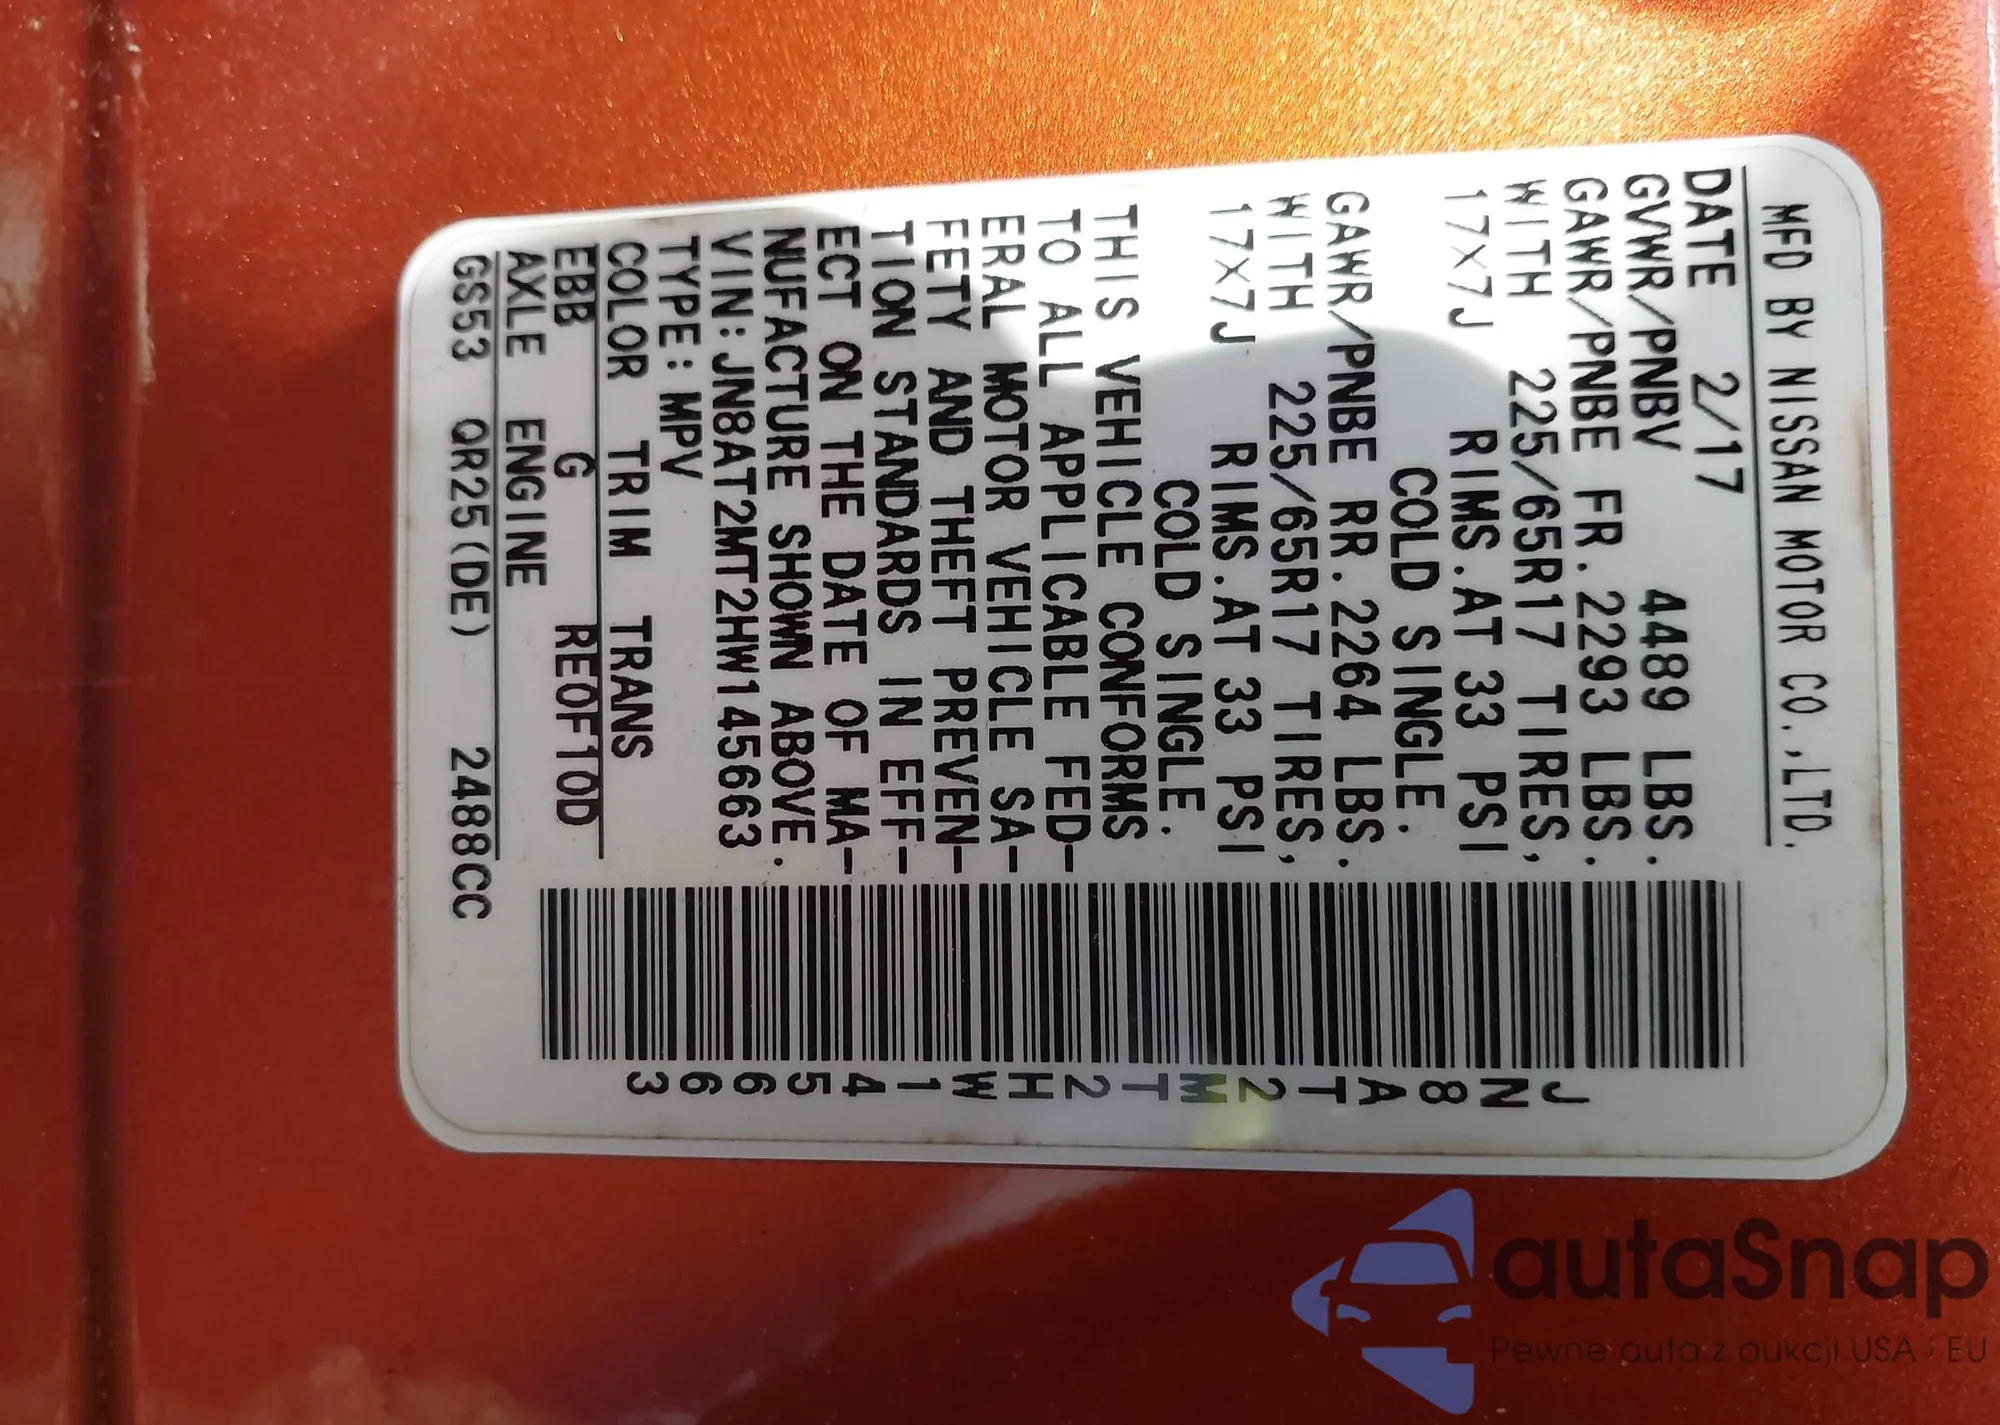 MFD BY NISSAN MOTOR CO.,LTD.
DATE 2/17
GVWR/PNBV 4489 LBS.
GAWR/PNBE FR.2293 LBS.
WITH 225/65R17 TIRES,
17×7J RIMS.AT 33 PSI
COLD SINGLE.
GAWR/PNBE RR.2264 LBS.
WITH 225/65R17 TIRES,
17×7J RIMS.AT 33 PSI
COLD SINGLE.
THIS VEHICLE CONFORMS
TO ALL APPLICABLE FED-
ERAL MOTOR VEHICLE SA-
FETY AND THEFT PREVEN-
TION STANDARDS IN EFF-
ECT ON THE DATE OF MA-
NUFACTURE SHOWN ABOVE.
VIN:JN8AT2MT2HW145663
TYPE:MPV
COLOR TRIM TRANS
EBB G RE0F10D
AXLE ENGINE
GS53 QR25(DE) 2488CC
JN8AT2MT2HW145663
autaSnap
Pewne auta z aukcji USA i EU